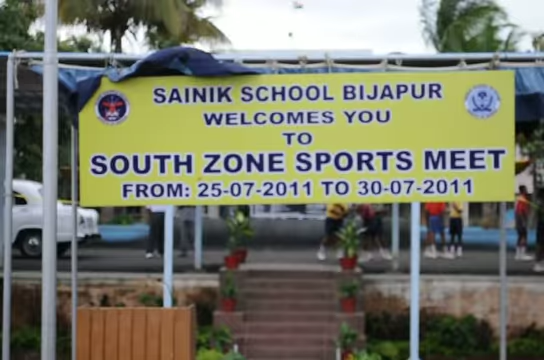 SAINIK SCHOOL BIJAPUR
WELCOMES YOU
TO
SOUTH ZONE SPORTS MEET
FROM: 25-07-2011 TO 30-07-2011